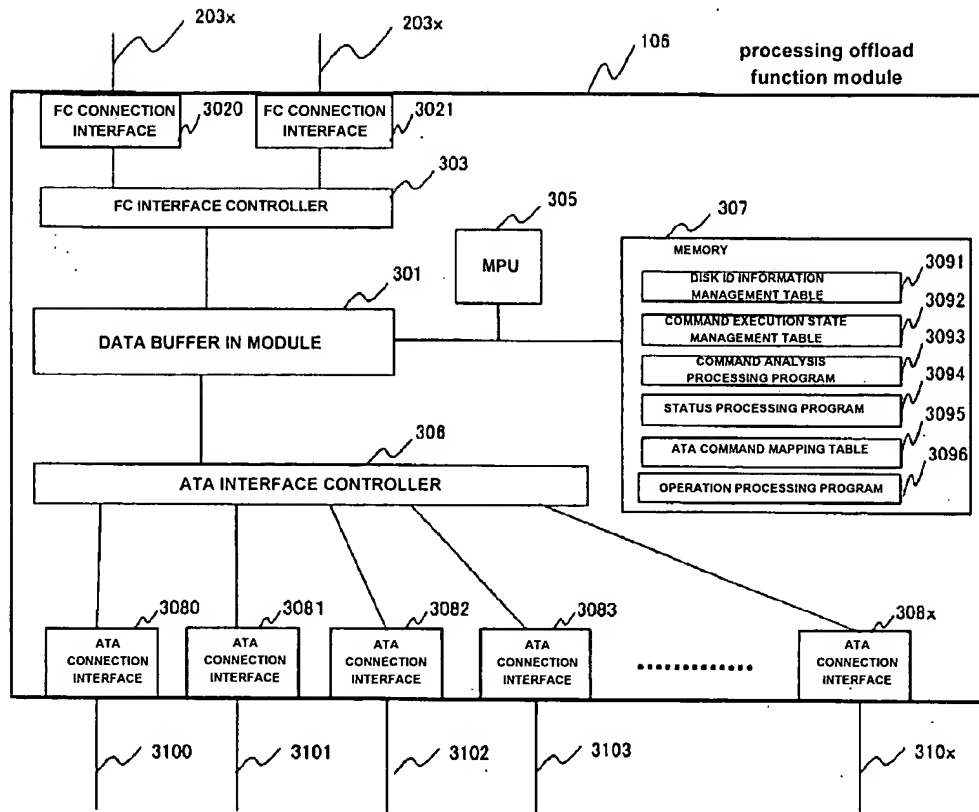 203x
203x
106
processing offload
function module
FC CONNECTION
INTERFACE
3020
FC CONNECTION
INTERFACE
3021
303
FC INTERFACE CONTROLLER
305
MPU
307
MEMORY
DISK ID INFORMATION
MANAGEMENT TABLE
3091
COMMAND EXECUTION STATE
MANAGEMENT TABLE
3092
COMMAND ANALYSIS
PROCESSING PROGRAM
3093
STATUS PROCESSING PROGRAM
3094
ATA COMMAND MAPPING TABLE
3095
OPERATION PROCESSING PROGRAM
3096
301
DATA BUFFER IN MODULE
306
ATA INTERFACE CONTROLLER
3080
ATA
CONNECTION
INTERFACE
3081
ATA
CONNECTION
INTERFACE
3082
ATA
CONNECTION
INTERFACE
3083
ATA
CONNECTION
INTERFACE
308x
ATA
CONNECTION
INTERFACE
3100
3101
3102
3103
310x